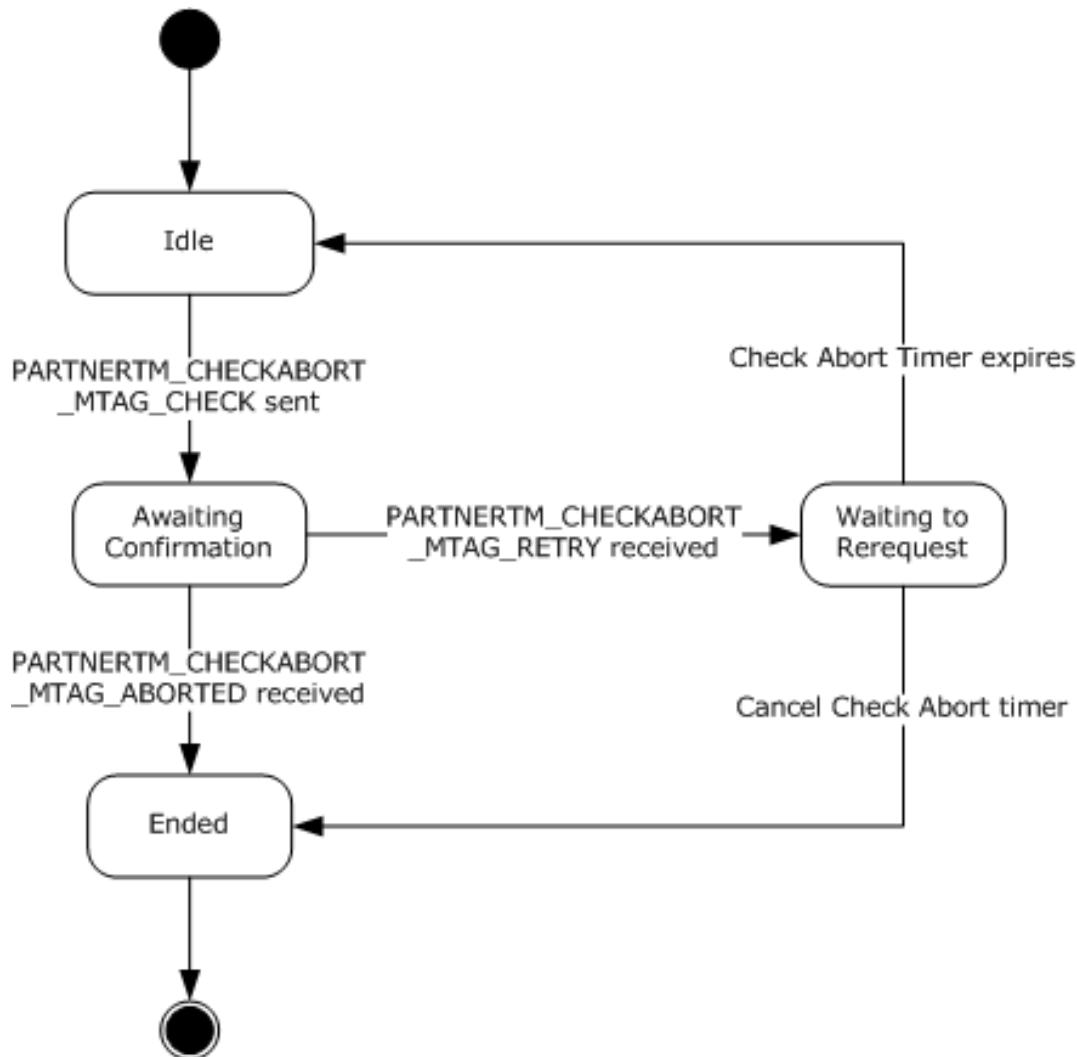 Idle
PARTNERTM_CHECKABORT
_MTAG_CHECK sent
Check Abort Timer expires
Awaiting
Confirmation
PARTNERTM_CHECKABORT
_MTAG_RETRY received
Waiting to
Rerequest
PARTNERTM_CHECKABORT
_MTAG_ABORTED received
Cancel Check Abort timer
Ended